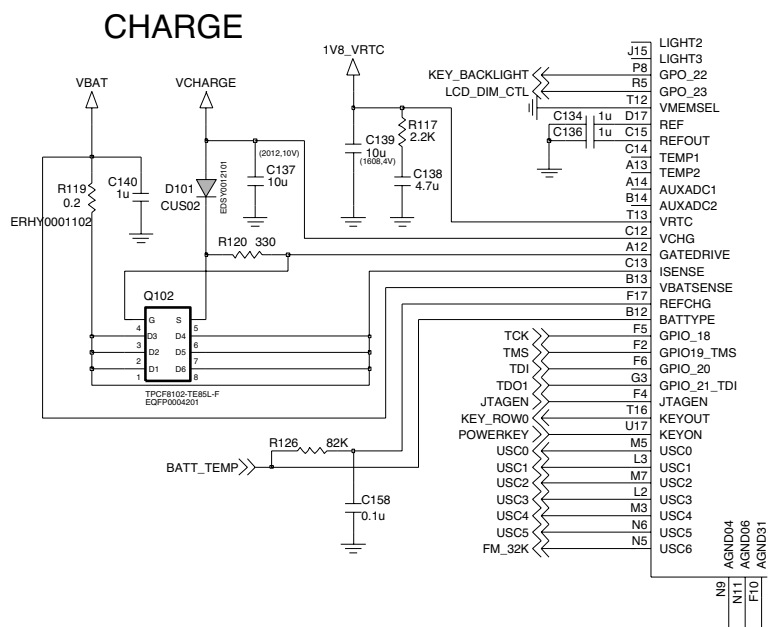 CHARGE
VBAT
VCHARGE
1V8_VRTC
R119
0.2
ERHY0001102
C140
1u
D101
CUS02
EDSY0012101
(2012,10V)
C137
10u
C139
10u
(1608,4V)
R117
2.2K
C138
4.7u
R120 330
Q102
G S
D3 D4
D2 D5
D1 D6
4 5
3 6
2 7
1 8
TPCF8102-TE85L-F
EQFP0004201
BATT_TEMP
R126 82K
C158
0.1u
KEY_BACKLIGHT
LCD_DIM_CTL
C134 1u
C136 1u
TCK
TMS
TDI
TDO1
JTAGEN
KEY_ROW0
POWERKEY
USC0
USC1
USC2
USC3
USC4
USC5
FM_32K
LIGHT2
J15 LIGHT3
P8 GPO_22
R5 GPO_23
T12 VMEMSEL
D17 REF
C15 REFOUT
C14 TEMP1
A13 TEMP2
A14 AUXADC1
B14 AUXADC2
T13 VRTC
C12 VCHG
A12 GATEDRIVE
C13 ISENSE
B13 VBATSENSE
F17 REFCHG
B12 BATTYPE
F5 GPIO_18
F2 GPIO19_TMS
F6 GPIO_20
G3 GPIO_21_TDI
F4 JTAGEN
T16 KEYOUT
U17 KEYON
M5 USC0
L3 USC1
M7 USC2
L2 USC3
M3 USC4
N6 USC5
N5 USC6
N9 AGND04
N11 AGND06
F10 AGND31